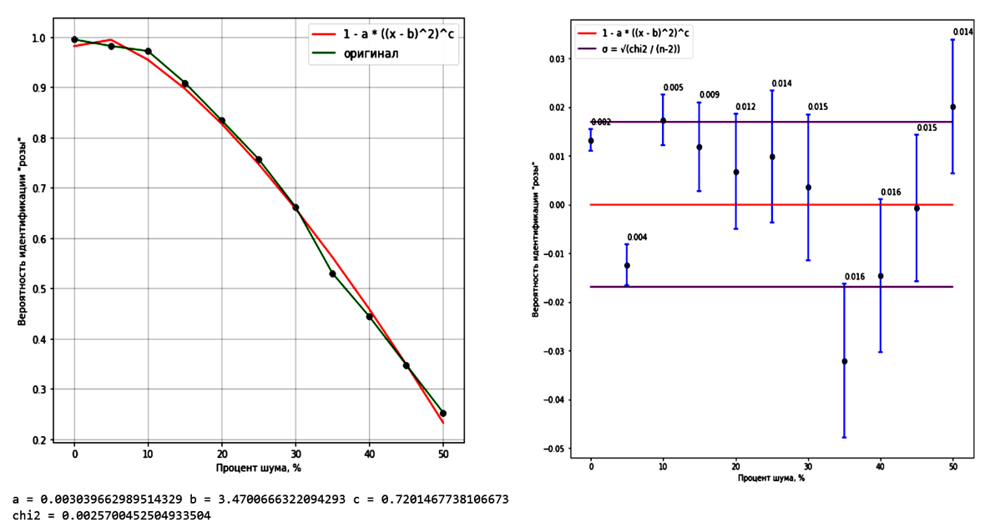 1 - a * ((x - b)^2)^c
оригинал
1.0
0.9
0.8
0.7
0.6
0.5
0.4
0.3
0.2
Вероятность идентификации "розы"
0 10 20 30 40 50
Процент шума, %
1 - a * ((x - b)^2)^c
σ = √(chi2 / (n-2))
0.03
0.02
0.01
0.00
−0.01
−0.02
−0.03
−0.04
−0.05
Вероятность идентификации "розы"
0.002
0.004
0.005
0.009
0.012
0.014
0.015
0.016
0.016
0.015
0.014
0 10 20 30 40 50
Процент шума, %
a = 0.003039662989514329 b = 3.4700666322094293 c = 0.7201467738106673
chi2 = 0.0025700452504933504